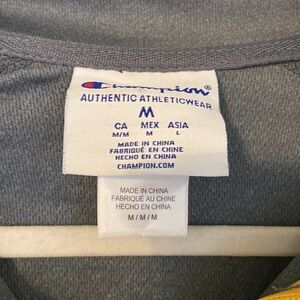 Champion®
AUTHENTIC ATHLETICWEAR
M
CA MEX ASIA
M/M M L
MADE IN CHINA
FABRIQUÉ EN CHINE
HECHO EN CHINA
CHAMPION.COM
MADE IN CHINA
FABRIQUÉ AU CHINE
HECHO EN CHINA
M / M / M